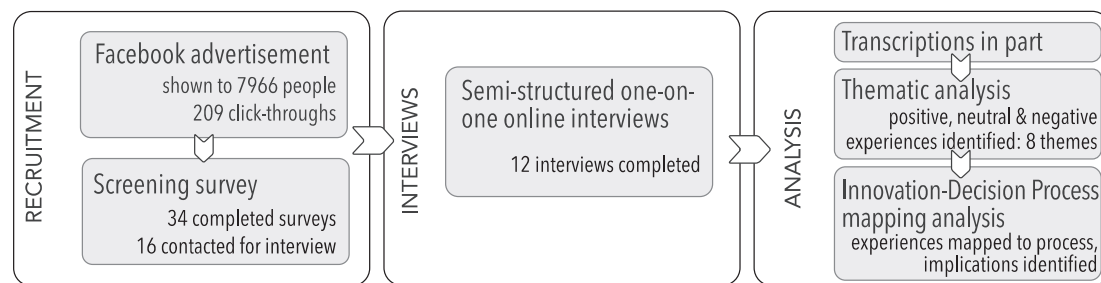 RECRUITMENT
Facebook advertisement
shown to 7966 people
209 click-throughs
Screening survey
34 completed surveys
16 contacted for interview
INTERVIEWS
Semi-structured one-on-
one online interviews
12 interviews completed
ANALYSIS
Transcriptions in part
Thematic analysis
positive, neutral & negative
experiences identified: 8 themes
Innovation-Decision Process
mapping analysis
experiences mapped to process,
implications identified